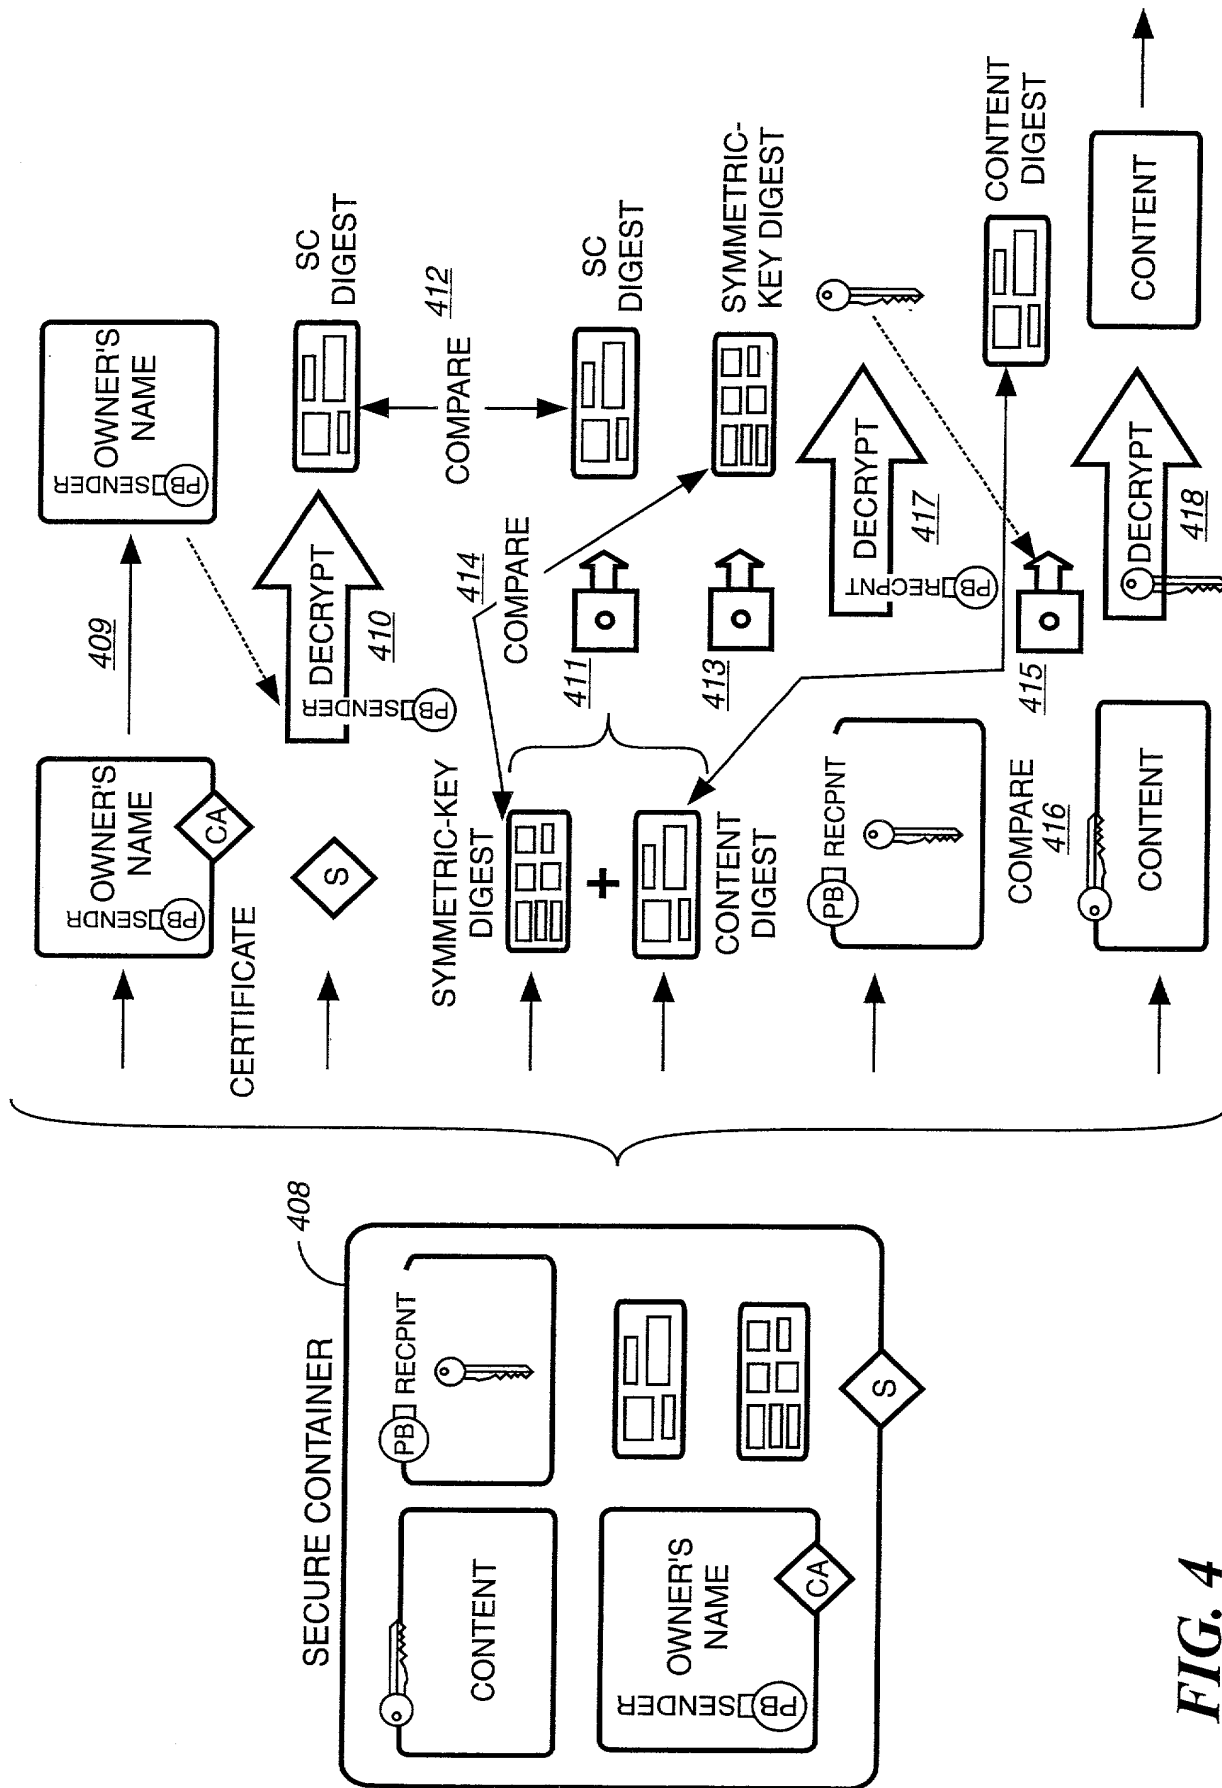 SECURE CONTAINER
408
CONTENT
PB RECPNT
OWNER'S
NAME
PB SENDER
CA
S
OWNER'S
NAME
PB SENDR
CA
CERTIFICATE
409
OWNER'S
NAME
PB SENDER
S
DECRYPT
PB SENDER
410
SC
DIGEST
COMPARE
412
SYMMETRIC-KEY
DIGEST
+
CONTENT
DIGEST
414
COMPARE
411
SC
DIGEST
413
SYMMETRIC-
KEY DIGEST
PB RECPNT
DECRYPT
PB RECPNT
417
COMPARE
416
415
CONTENT
DIGEST
CONTENT
DECRYPT
418
CONTENT
FIG. 4